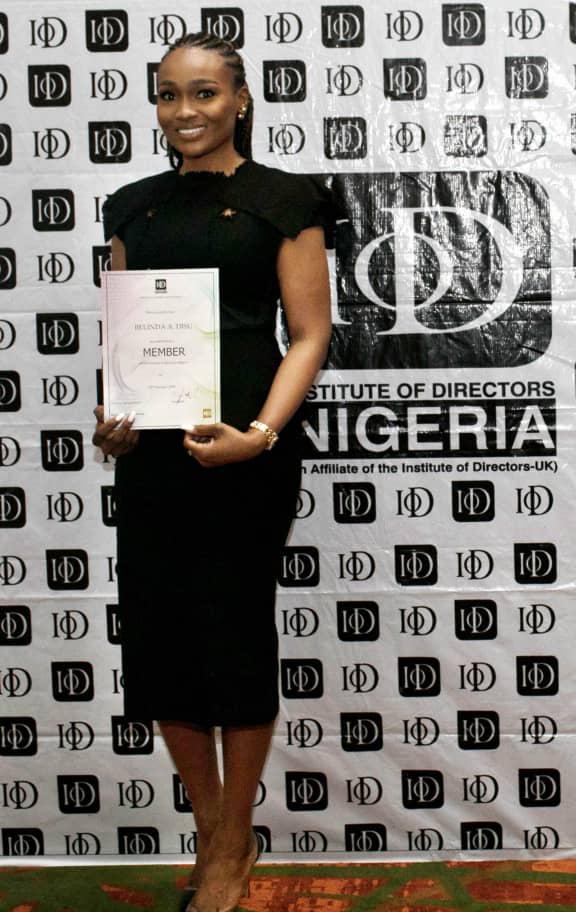 IoD
BELINDA A. DISU
MEMBER
INSTITUTE OF DIRECTORS
NIGERIA
Affiliate of the Institute of Directors-UK)